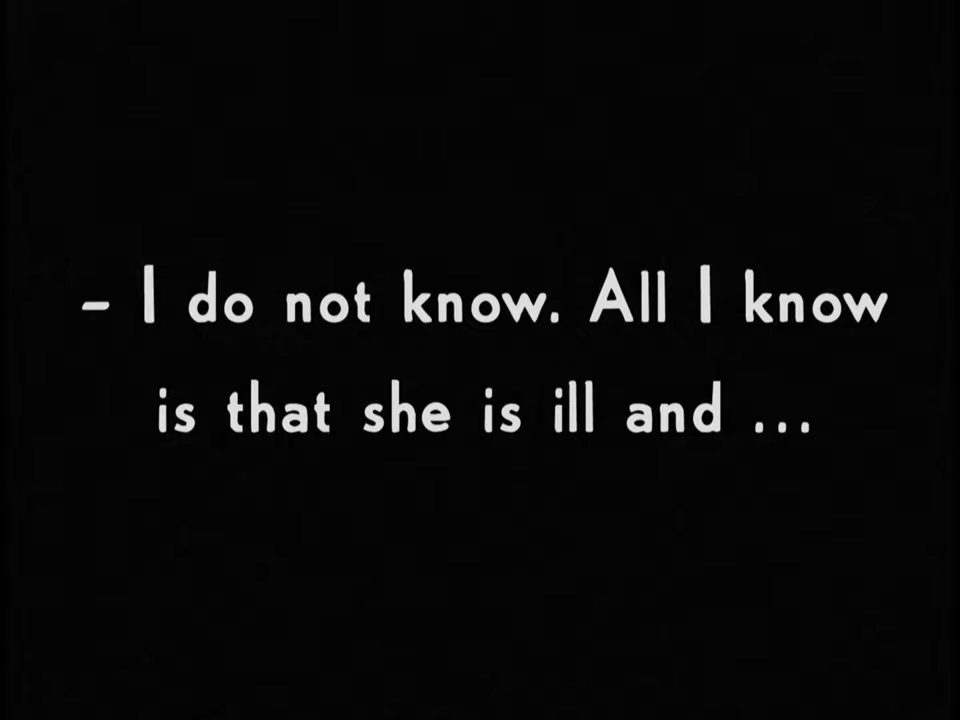 – I do not know. All I know
is that she is ill and ...